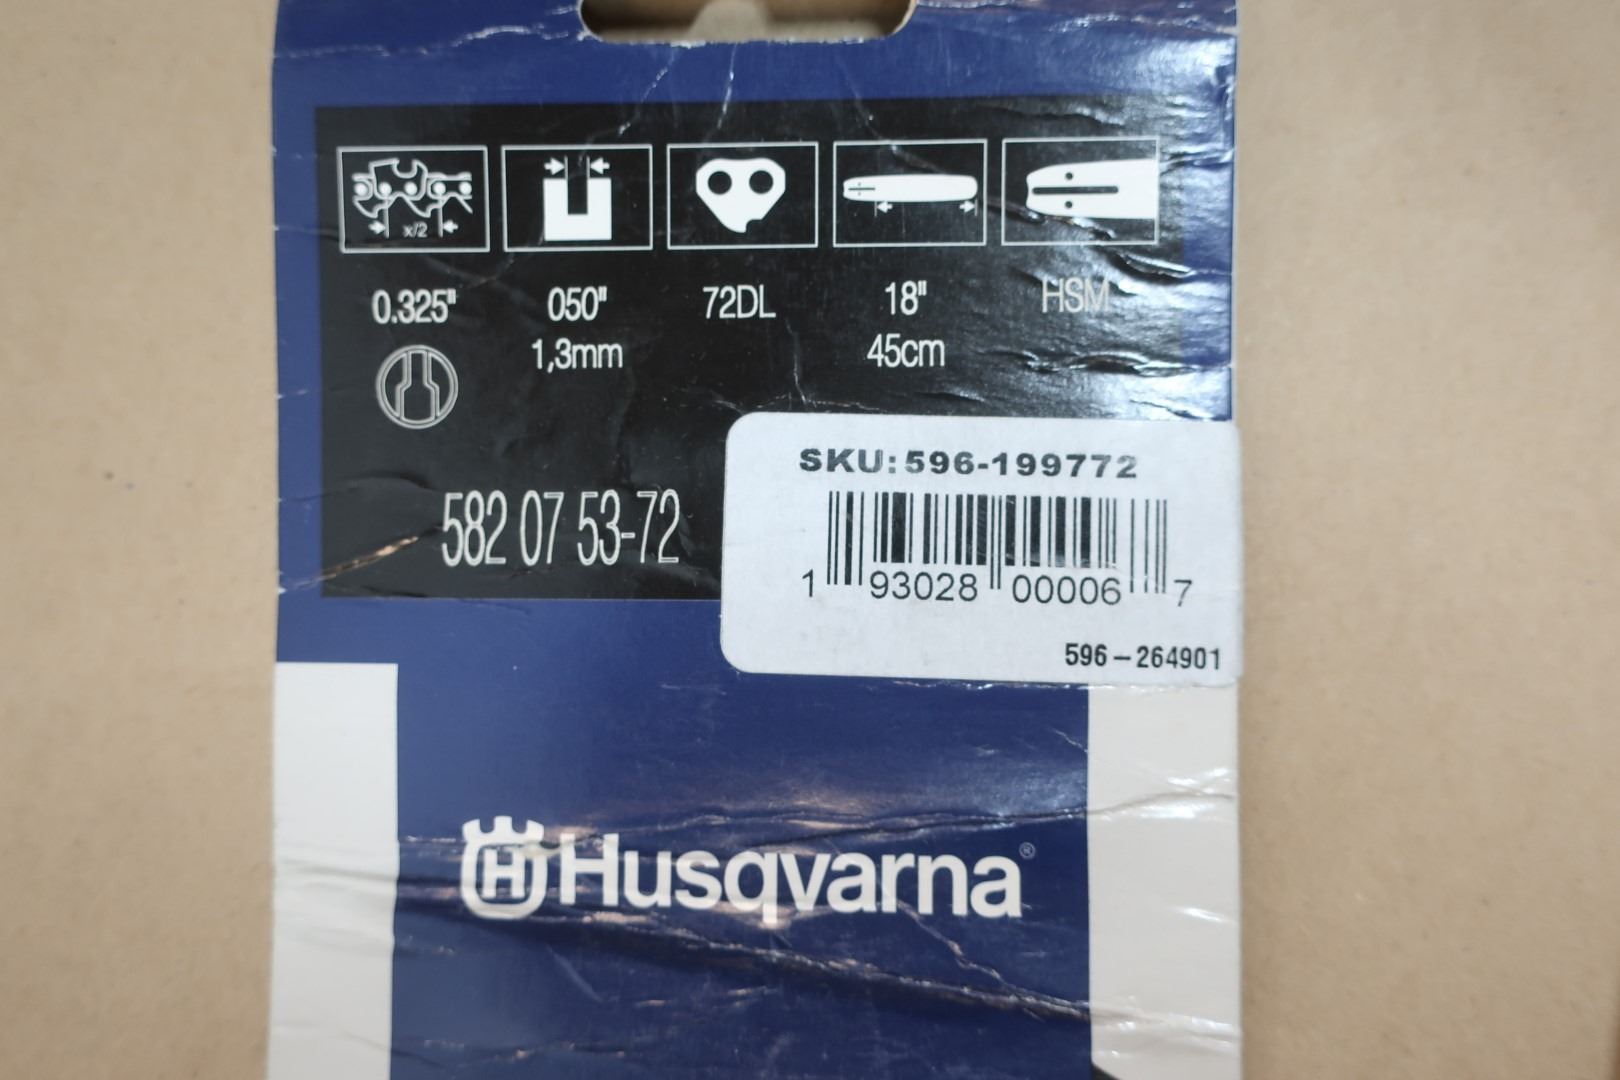 x/2
0.325" 050" 72DL 18" HSM
1,3mm 45cm
SKU:596-199772
582 07 53-72
1 93028 00006 7
596-264901
H Husqvarna®